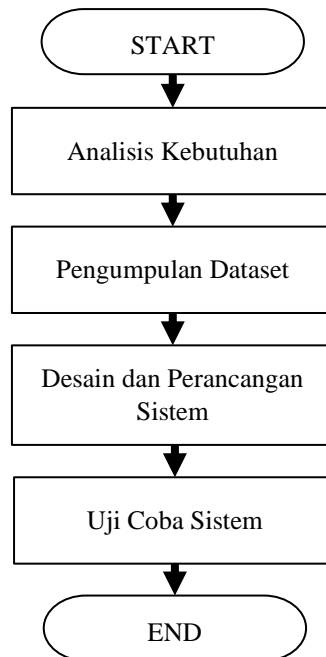 START
Analisis Kebutuhan
Pengumpulan Dataset
Desain dan Perancangan
Sistem
Uji Coba Sistem
END